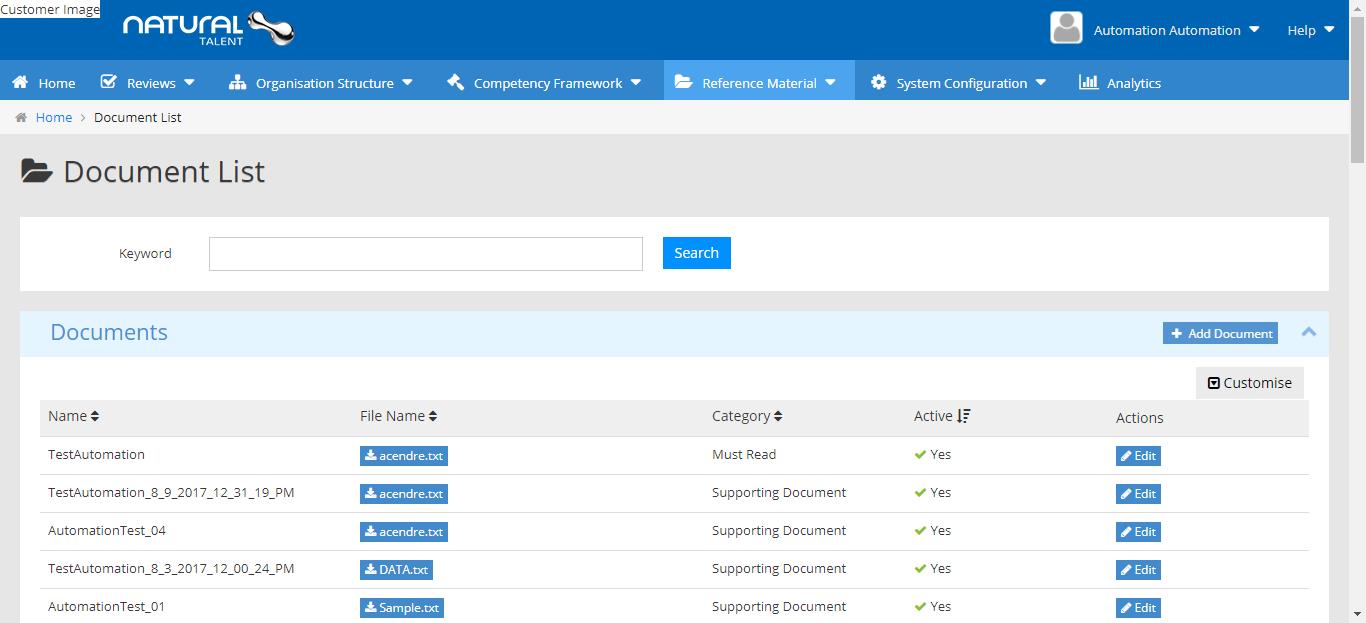 Customer Image
NATURAL
TALENT
Automation Automation
Help
Home
Reviews
Organisation Structure
Competency Framework
Reference Material
System Configuration
Analytics
Home > Document List
Document List
Keyword
Search
Documents
+ Add Document
Customise
Name File Name Category Active Actions
TestAutomation acendre.txt Must Read Yes Edit
TestAutomation_8_9_2017_12_31_19_PM acendre.txt Supporting Document Yes Edit
AutomationTest_04 acendre.txt Supporting Document Yes Edit
TestAutomation_8_3_2017_12_00_24_PM DATA.txt Supporting Document Yes Edit
AutomationTest_01 Sample.txt Supporting Document Yes Edit